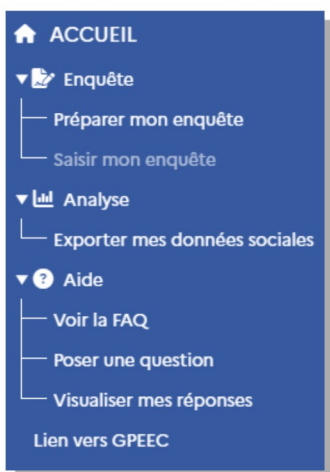 ACCUEIL
Enquête
Préparer mon enquête
Saisir mon enquête
Analyse
Exporter mes données sociales
Aide
Voir la FAQ
Poser une question
Visualiser mes réponses
Lien vers GPEEC